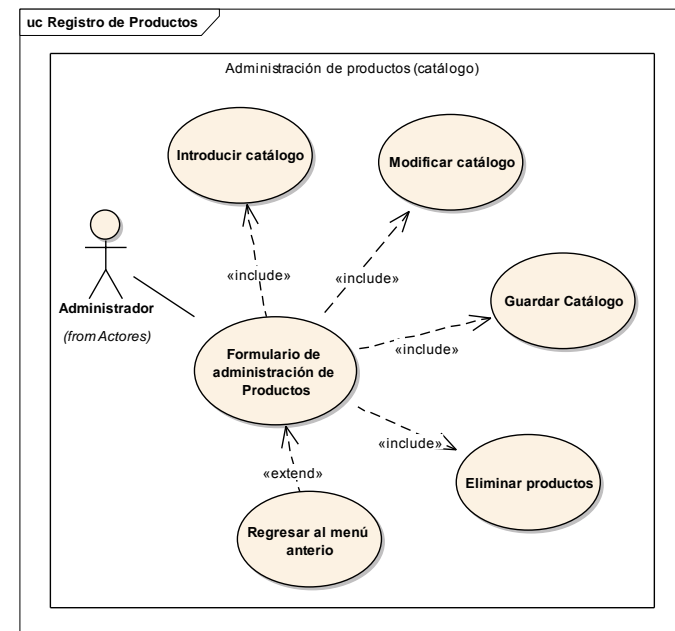 uc Registro de Productos
Administración de productos (catálogo)
Introducir catálogo
Modificar catálogo
Administrador
(from Actores)
«include»
«include»
Guardar Catálogo
«include»
Formulario de
administración de
Productos
«include»
Eliminar productos
«extend»
Regresar al menú
anterio